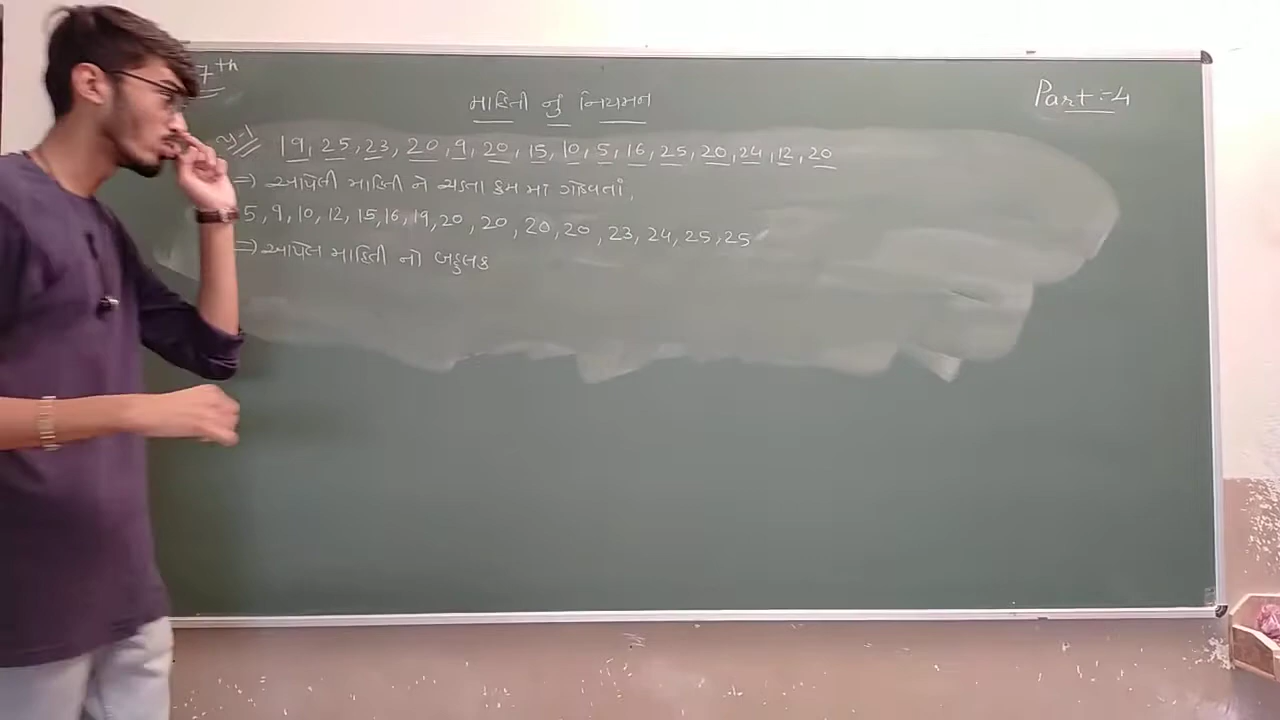 7th
Part :- 4
માહિતી નું નિયમન
19, 25, 23, 20, 9, 20, 15, 10, 5, 16, 25, 20, 24, 12, 20
⇒ આપેલી માહિતી ને ચડતા ક્રમ માં ગોઠવતાં,
5, 9, 10, 12, 15, 16, 19, 20, 20, 20, 20, 23, 24, 25, 25
⇒ આપેલ માહિતી નો બહુલક